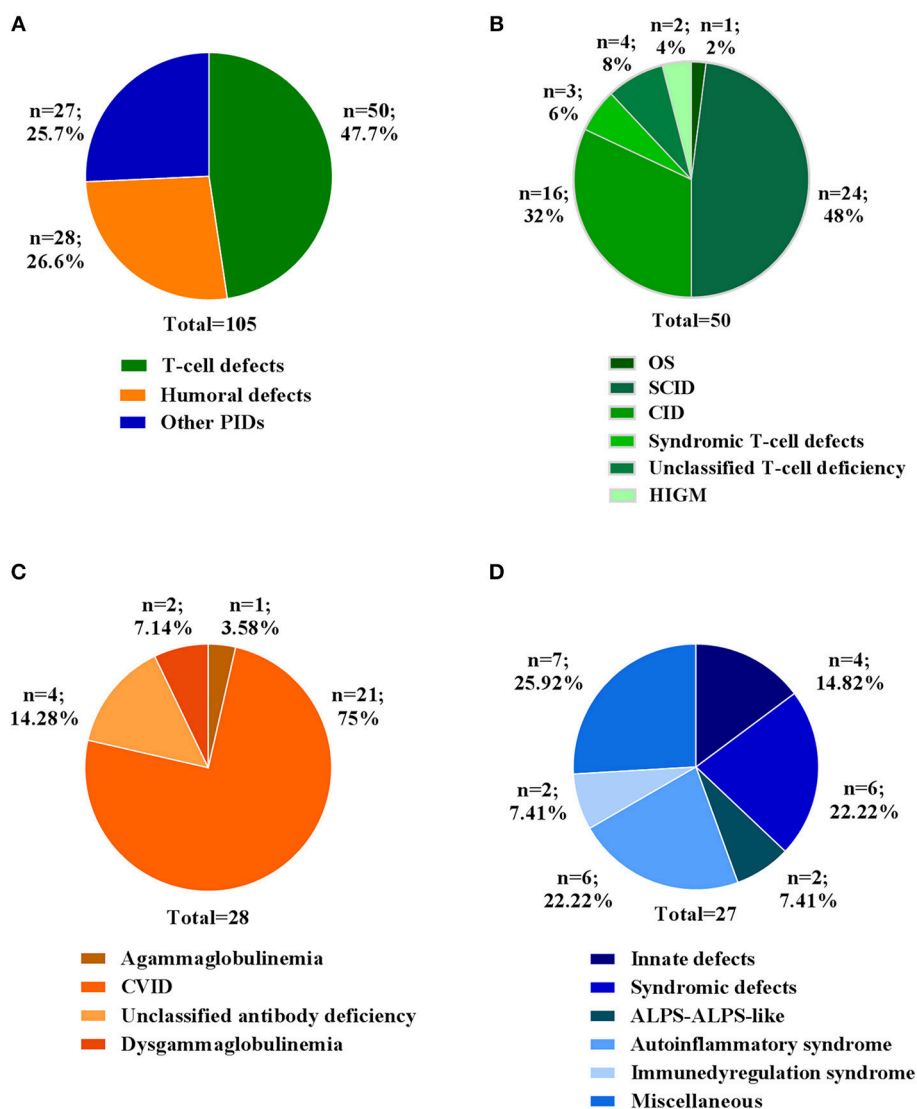 A
n=27;
25.7%
n=50;
47.7%
n=28;
26.6%
Total=105
T-cell defects
Humoral defects
Other PIDs
B
n=2;
4%
n=1;
2%
n=4;
8%
n=3;
6%
n=16;
32%
n=24;
48%
Total=50
OS
SCID
CID
Syndromic T-cell defects
Unclassified T-cell deficiency
HIGM
C
n=2;
7.14%
n=1;
3.58%
n=4;
14.28%
n=21;
75%
Total=28
Agammaglobulinemia
CVID
Unclassified antibody deficiency
Dysgammaglobulinemia
D
n=7;
25.92%
n=4;
14.82%
n=2;
7.41%
n=6;
22.22%
n=6;
22.22%
n=2;
7.41%
Total=27
Innate defects
Syndromic defects
ALPS-ALPS-like
Autoinflammatory syndrome
Immunedyregulation syndrome
Miscellaneous